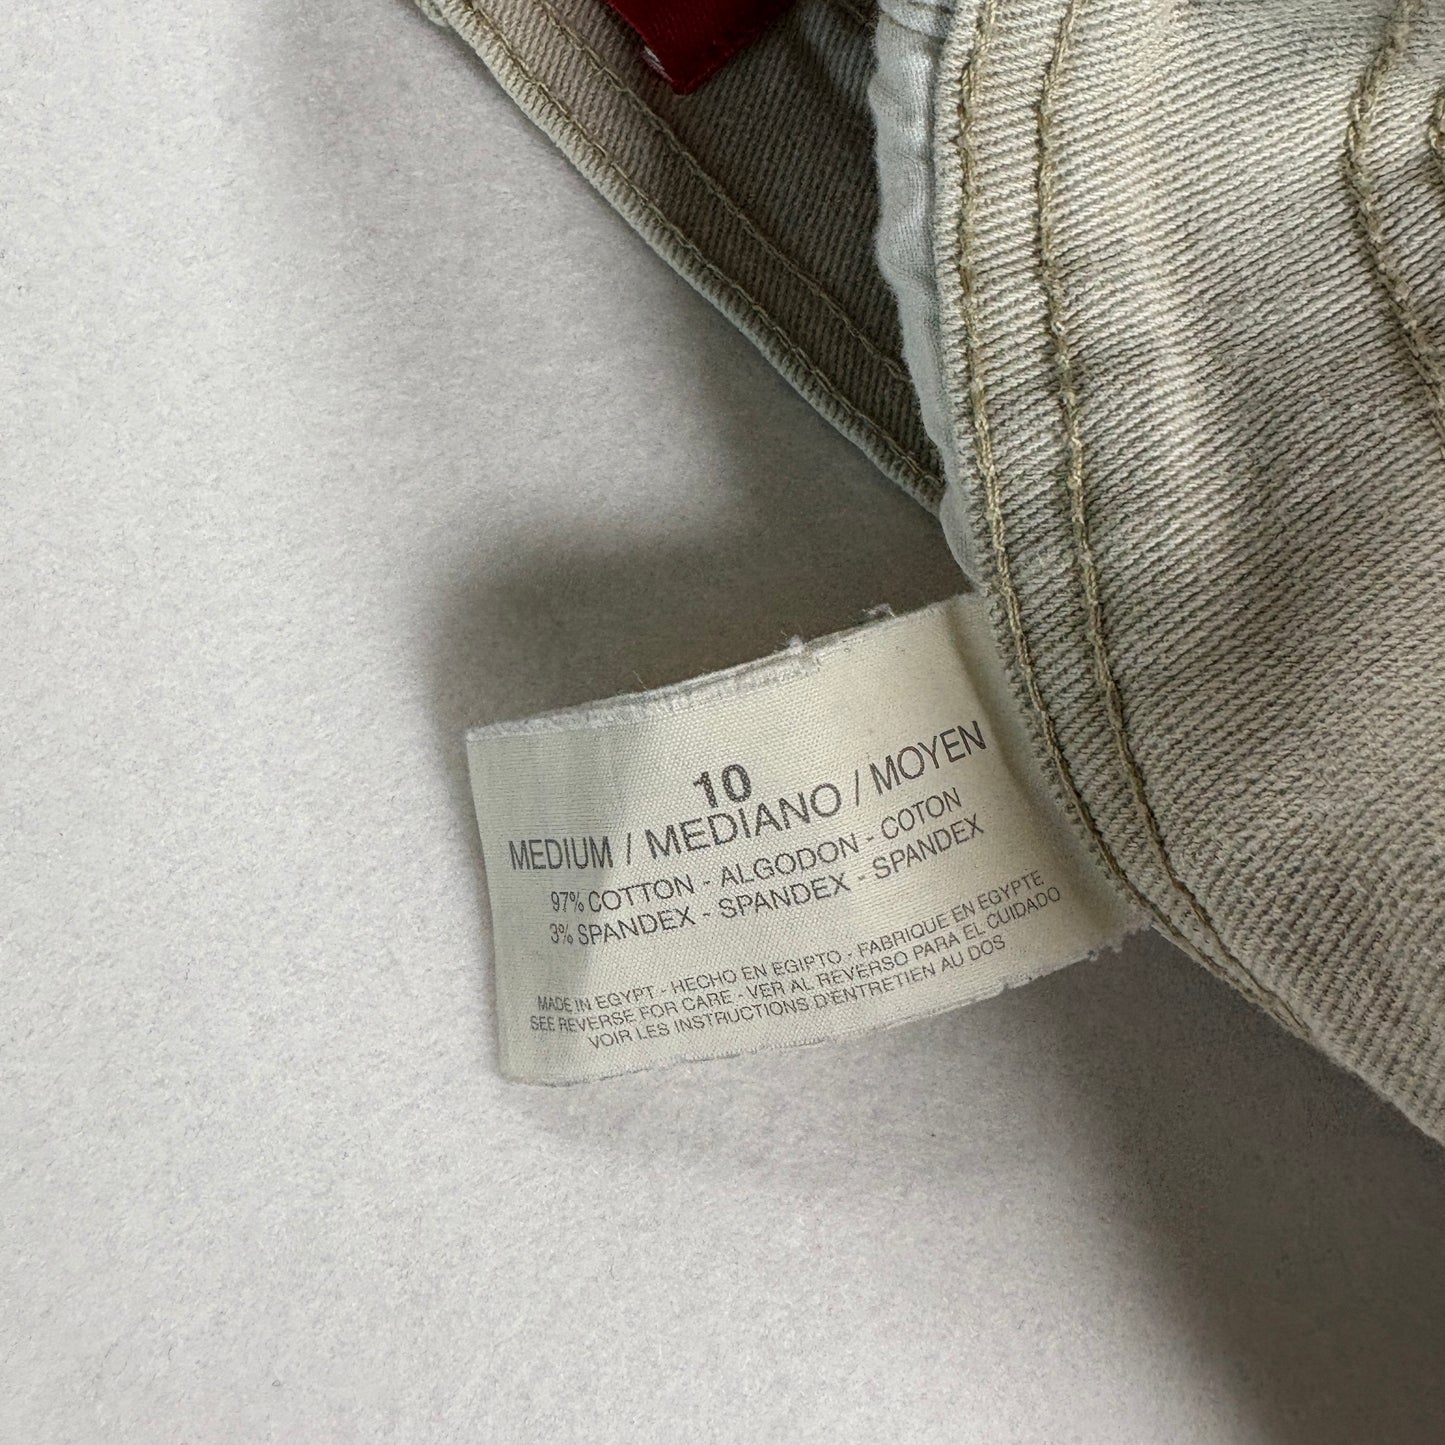 10
MEDIUM / MEDIANO / MOYEN
97% COTTON - ALGODON - COTON
3% SPANDEX - SPANDEX - SPANDEX
MADE IN EGYPT - HECHO EN EGIPTO - FABRIQUE EN EGYPTE
SEE REVERSE FOR CARE - VER AL REVERSO PARA EL CUIDADO
VOIR LES INSTRUCTIONS D'ENTRETIEN AU DOS